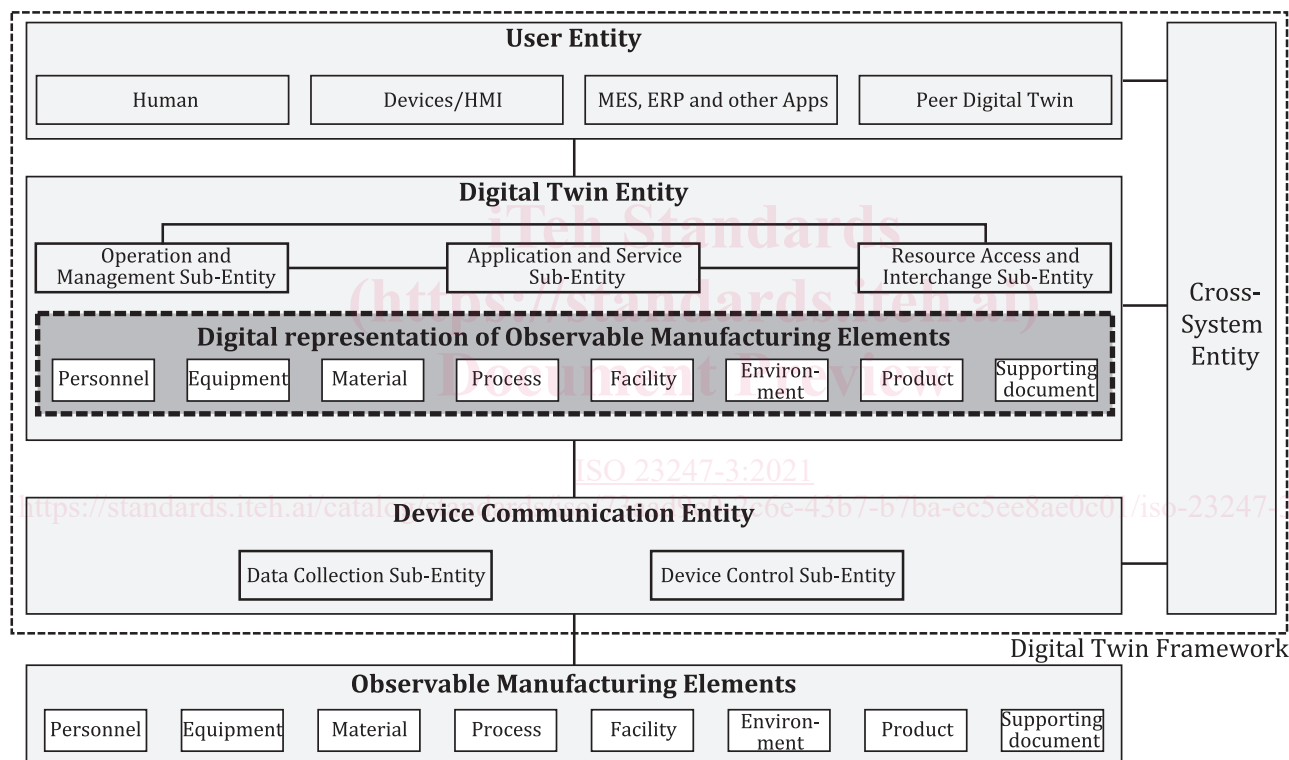 User Entity
Human
Devices/HMI
MES, ERP and other Apps
Peer Digital Twin
Digital Twin Entity
iTeh Standards
Operation and
Management Sub-Entity
Application and Service
Sub-Entity
Resource Access and
Interchange Sub-Entity
(https://standards.iteh.ai)
Cross-
System
Entity
Digital representation of Observable Manufacturing Elements
Document Preview
Personnel
Equipment
Material
Process
Facility
Environ-
ment
Product
Supporting
document
ISO 23247-3:2021
Device Communication Entity
Data Collection Sub-Entity
Device Control Sub-Entity
Digital Twin Framework
Observable Manufacturing Elements
Personnel
Equipment
Material
Process
Facility
Environ-
ment
Product
Supporting
document